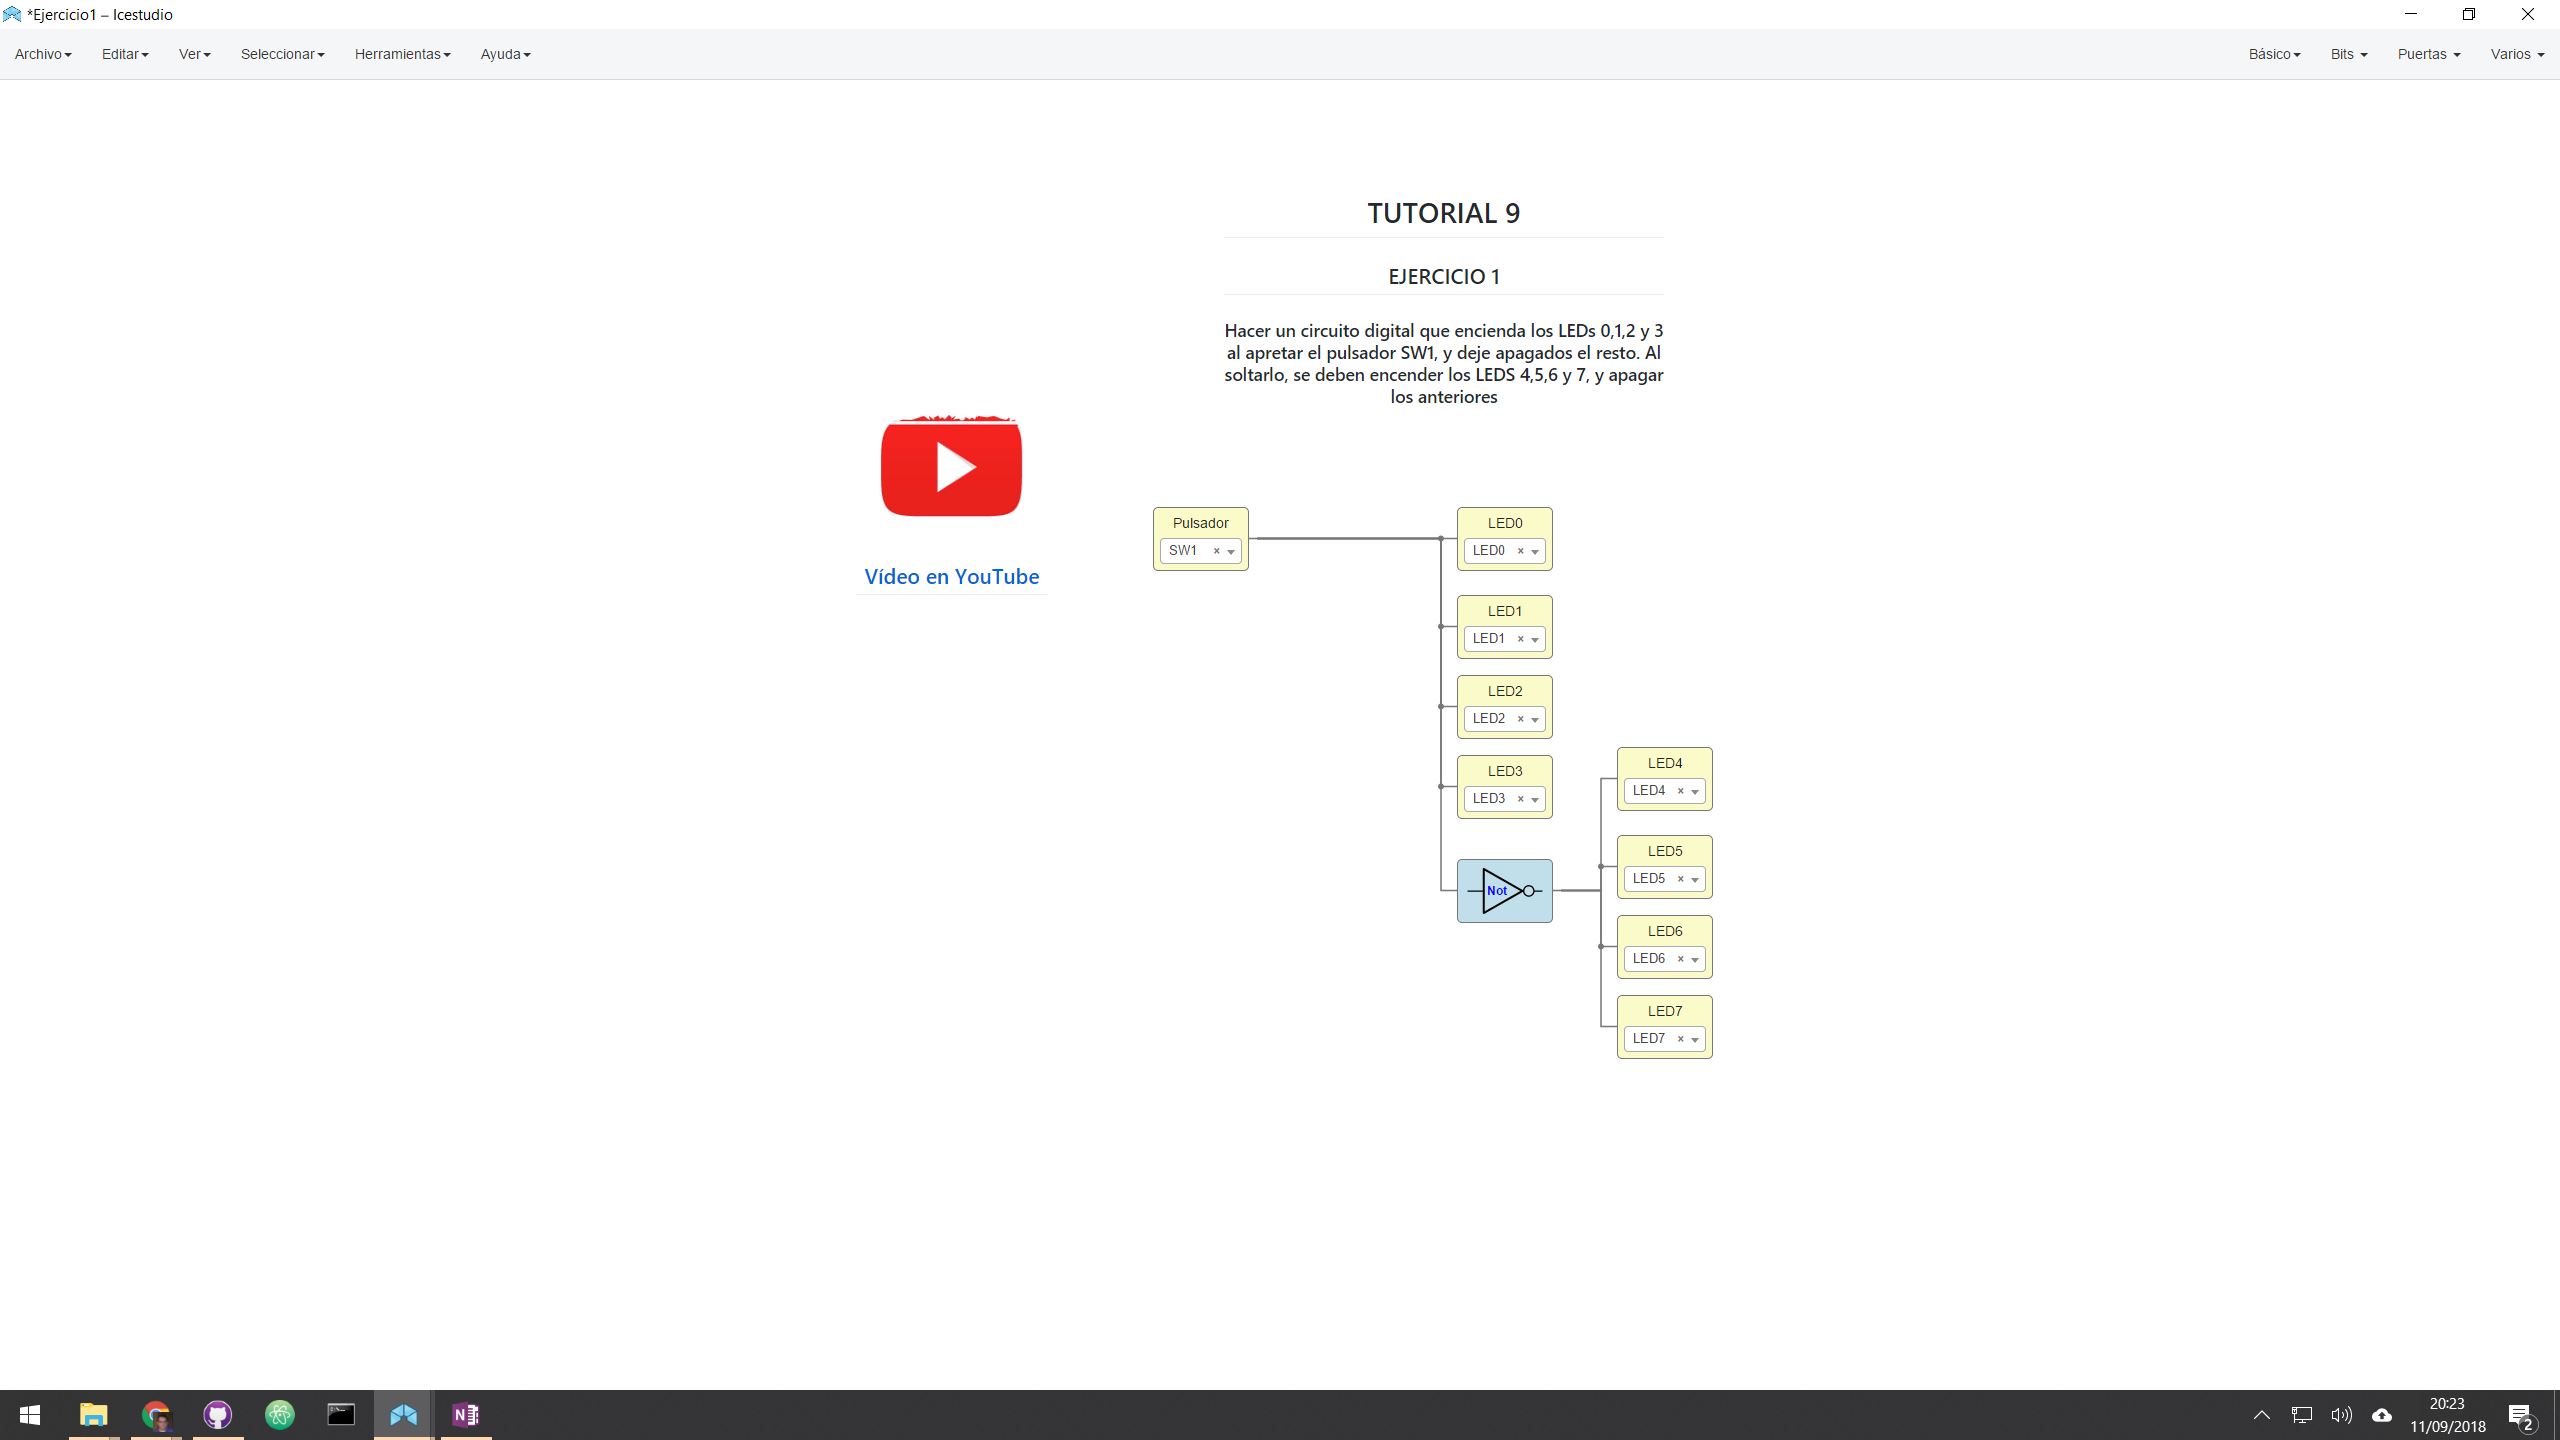 *Ejercicio1 – Icestudio
Archivo Editar Ver Seleccionar Herramientas Ayuda Básico Bits Puertas Varios
TUTORIAL 9
EJERCICIO 1
Hacer un circuito digital que encienda los LEDs 0,1,2 y 3
al apretar el pulsador SW1, y deje apagados el resto. Al
soltarlo, se deben encender los LEDS 4,5,6 y 7, y apagar
los anteriores
Vídeo en YouTube
Pulsador
SW1
LED0
LED0
LED1
LED1
LED2
LED2
LED3
LED3
Not
LED4
LED4
LED5
LED5
LED6
LED6
LED7
LED7
N
20:23
11/09/2018
2